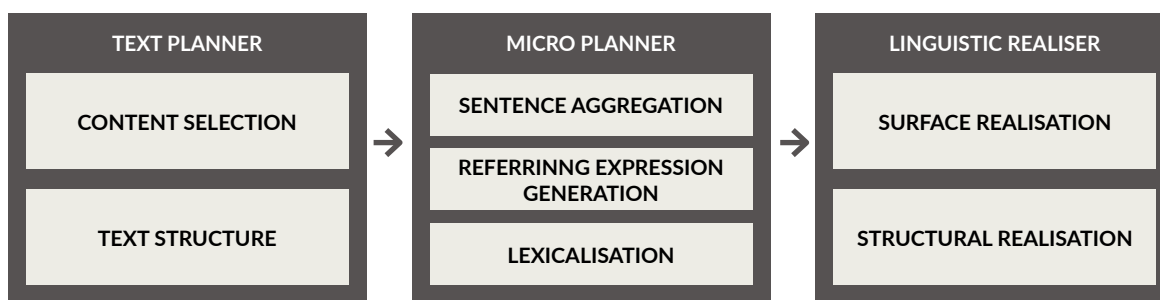 TEXT PLANNER
CONTENT SELECTION
TEXT STRUCTURE
MICRO PLANNER
SENTENCE AGGREGATION
REFERRINNG EXPRESSION
GENERATION
LEXICALISATION
LINGUISTIC REALISER
SURFACE REALISATION
STRUCTURAL REALISATION